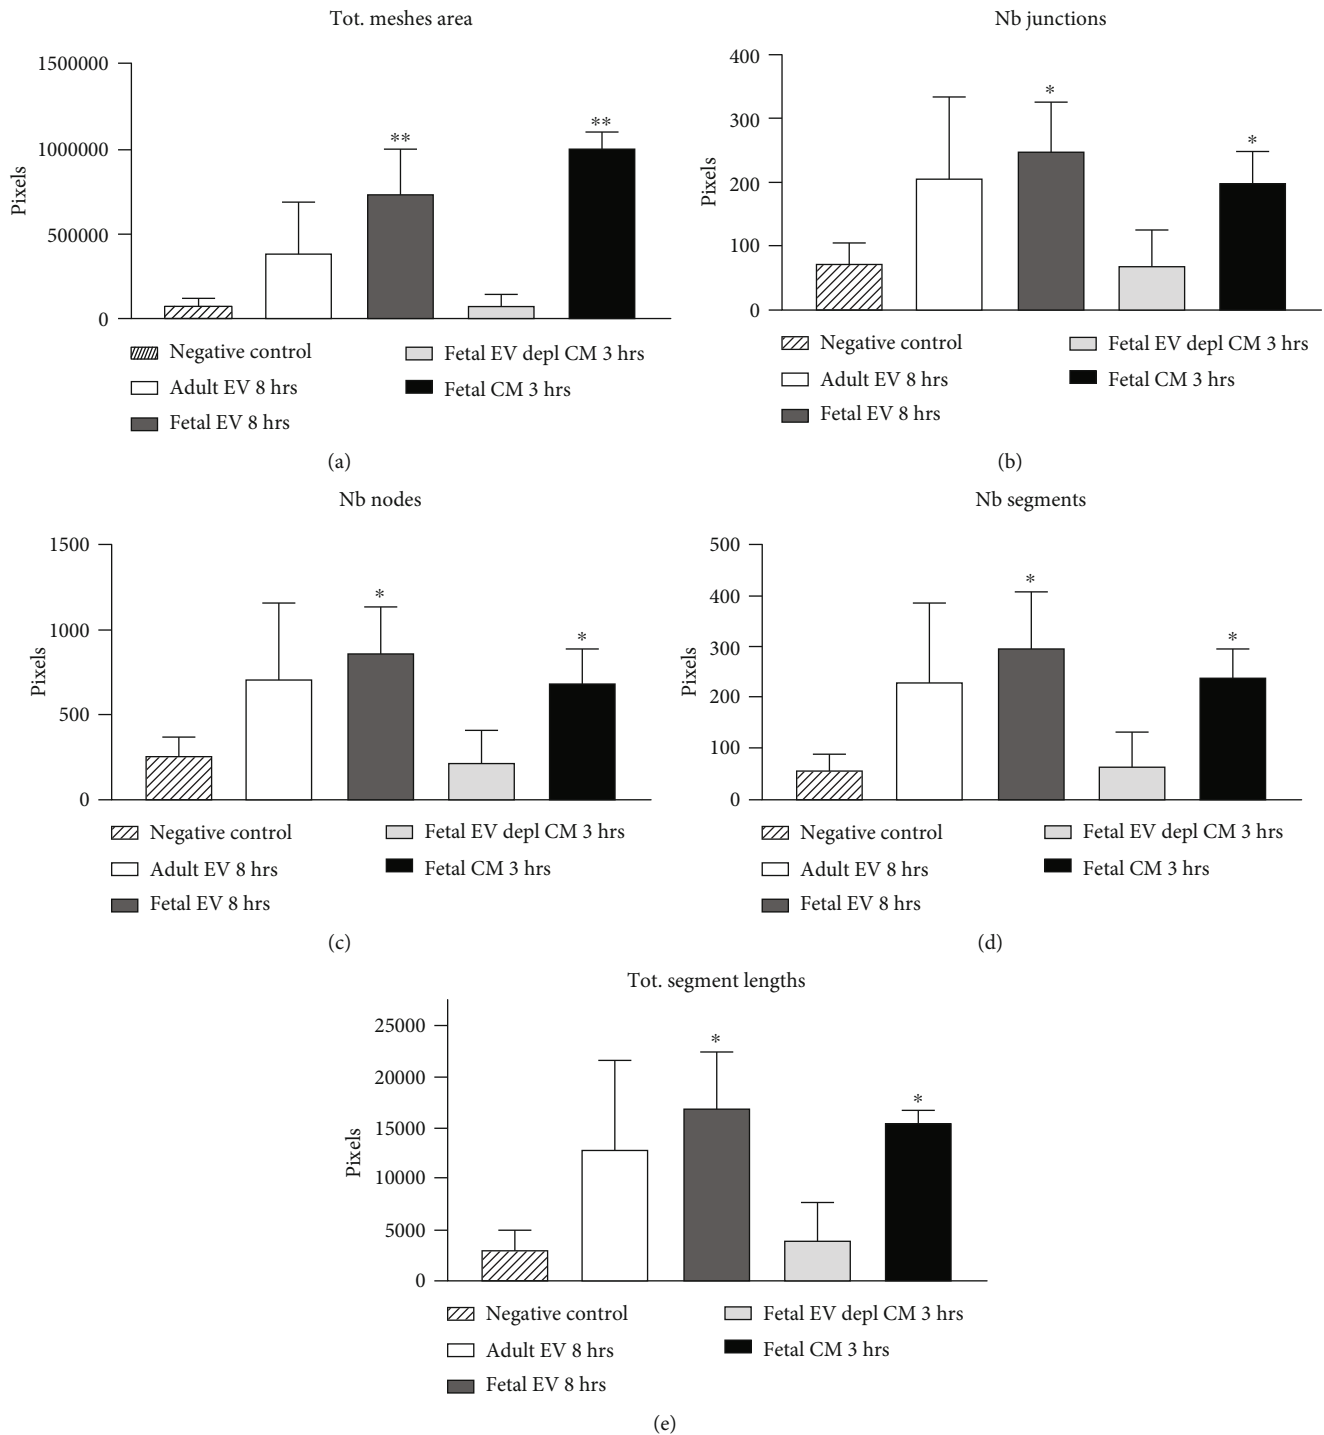 Tot. meshes area
1500000
1000000
500000
0
Pixels
**
**
Negative control
Adult EV 8 hrs
Fetal EV 8 hrs
Fetal EV depl CM 3 hrs
Fetal CM 3 hrs
(a)
Nb junctions
400
300
200
100
0
Pixels
*
*
Negative control
Adult EV 8 hrs
Fetal EV 8 hrs
Fetal EV depl CM 3 hrs
Fetal CM 3 hrs
(b)
Nb nodes
1500
1000
500
0
Pixels
*
*
Negative control
Adult EV 8 hrs
Fetal EV 8 hrs
Fetal EV depl CM 3 hrs
Fetal CM 3 hrs
(c)
Nb segments
500
400
300
200
100
0
Pixels
*
*
Negative control
Adult EV 8 hrs
Fetal EV 8 hrs
Fetal EV depl CM 3 hrs
Fetal CM 3 hrs
(d)
Tot. segment lengths
25000
20000
15000
10000
5000
0
Pixels
*
*
Negative control
Adult EV 8 hrs
Fetal EV 8 hrs
Fetal EV depl CM 3 hrs
Fetal CM 3 hrs
(e)